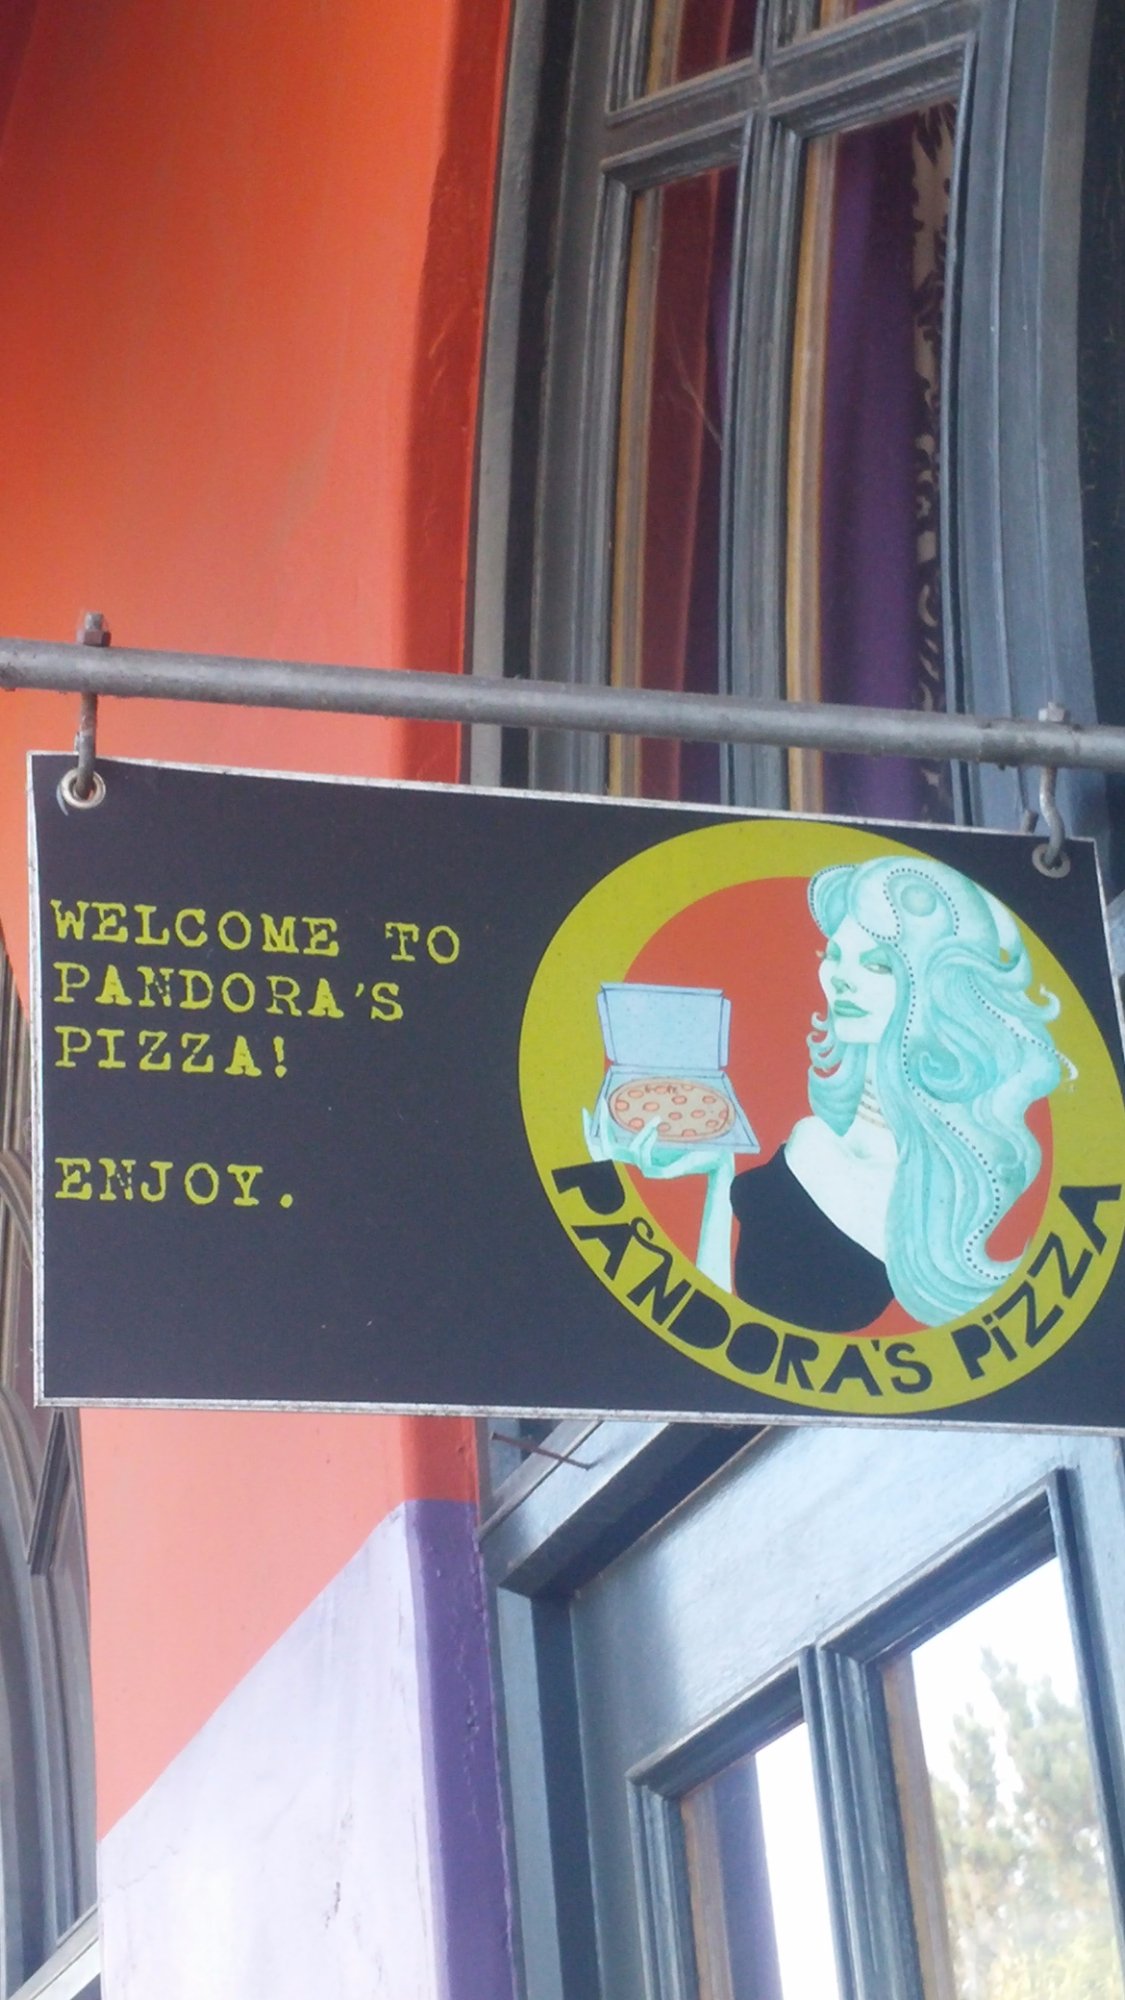 WELCOME TO
PANDORA'S
PIZZA!
ENJOY.
PANDORA'S PiZZA